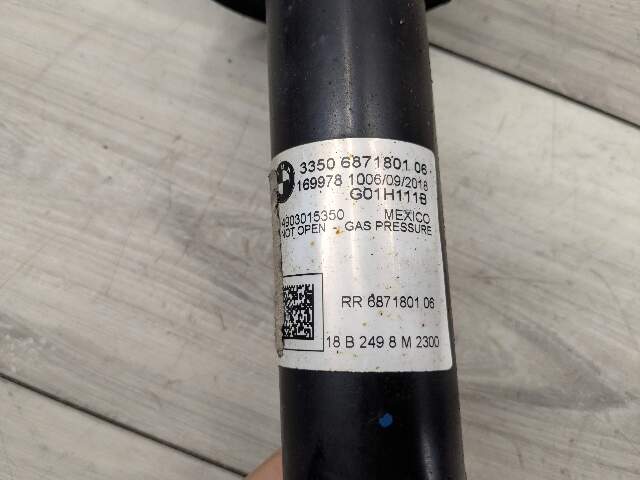 3350 6871801 06
169978 1006/09/2018
G01H111B
4903015350 MEXICO
NOT OPEN - GAS PRESSURE
RR 6871801 06
18 B 249 8 M 2300